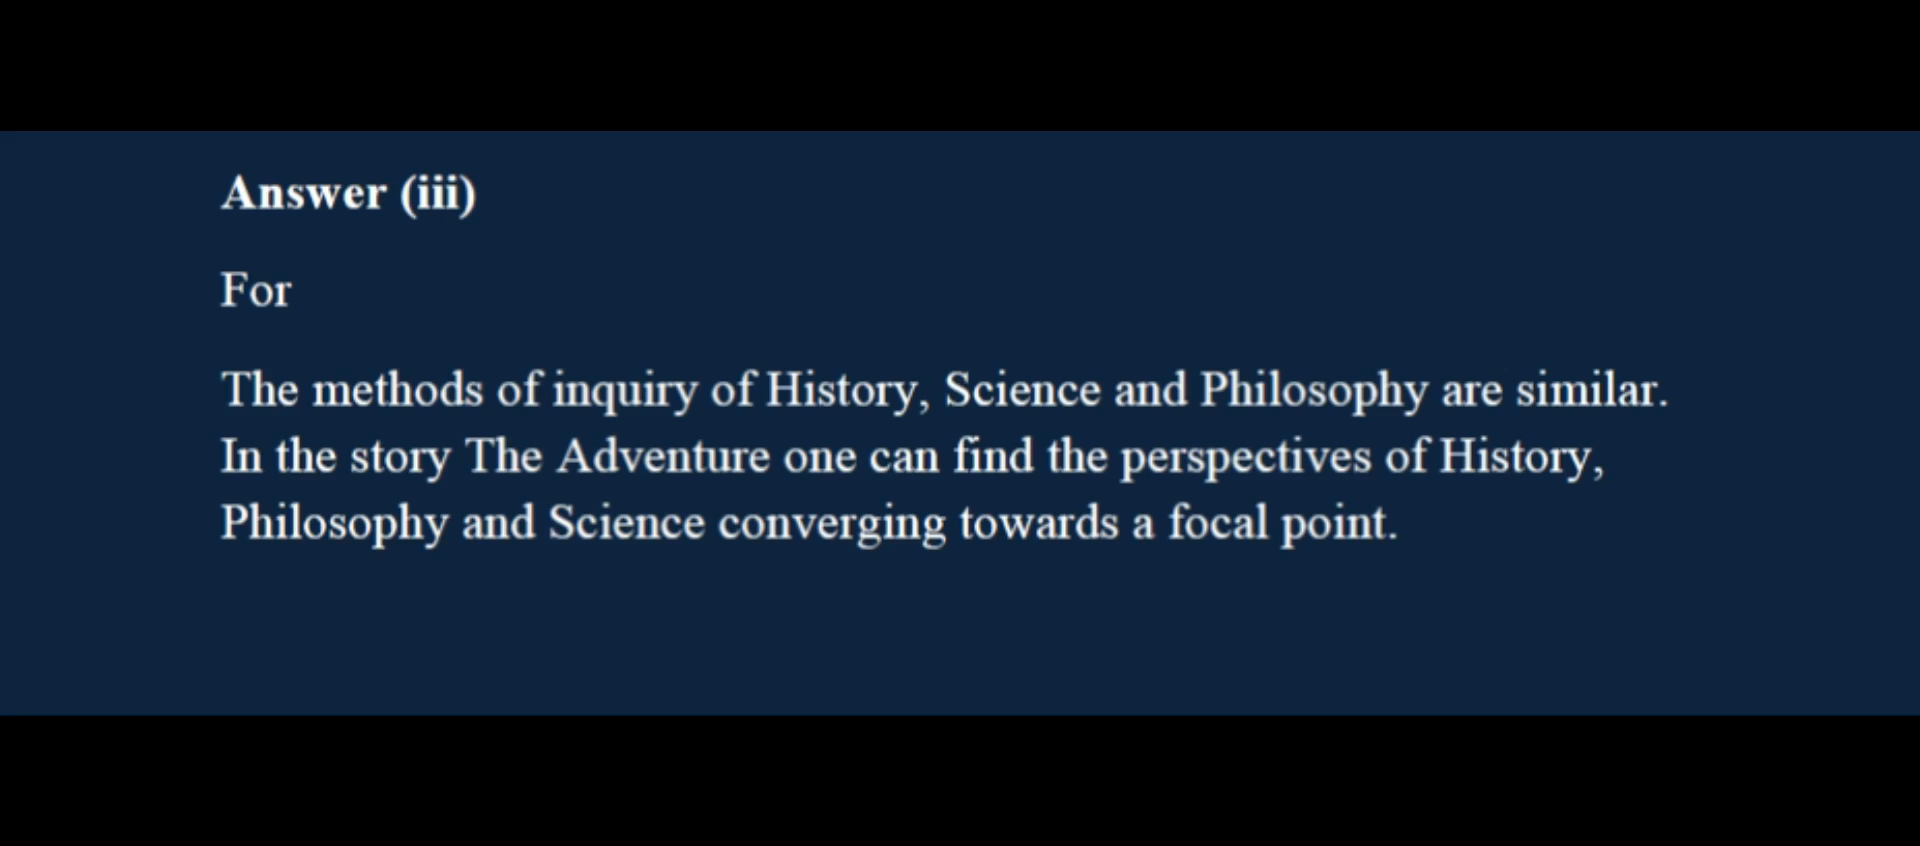 Answer (iii)
For
The methods of inquiry of History, Science and Philosophy are similar.
In the story The Adventure one can find the perspectives of History,
Philosophy and Science converging towards a focal point.